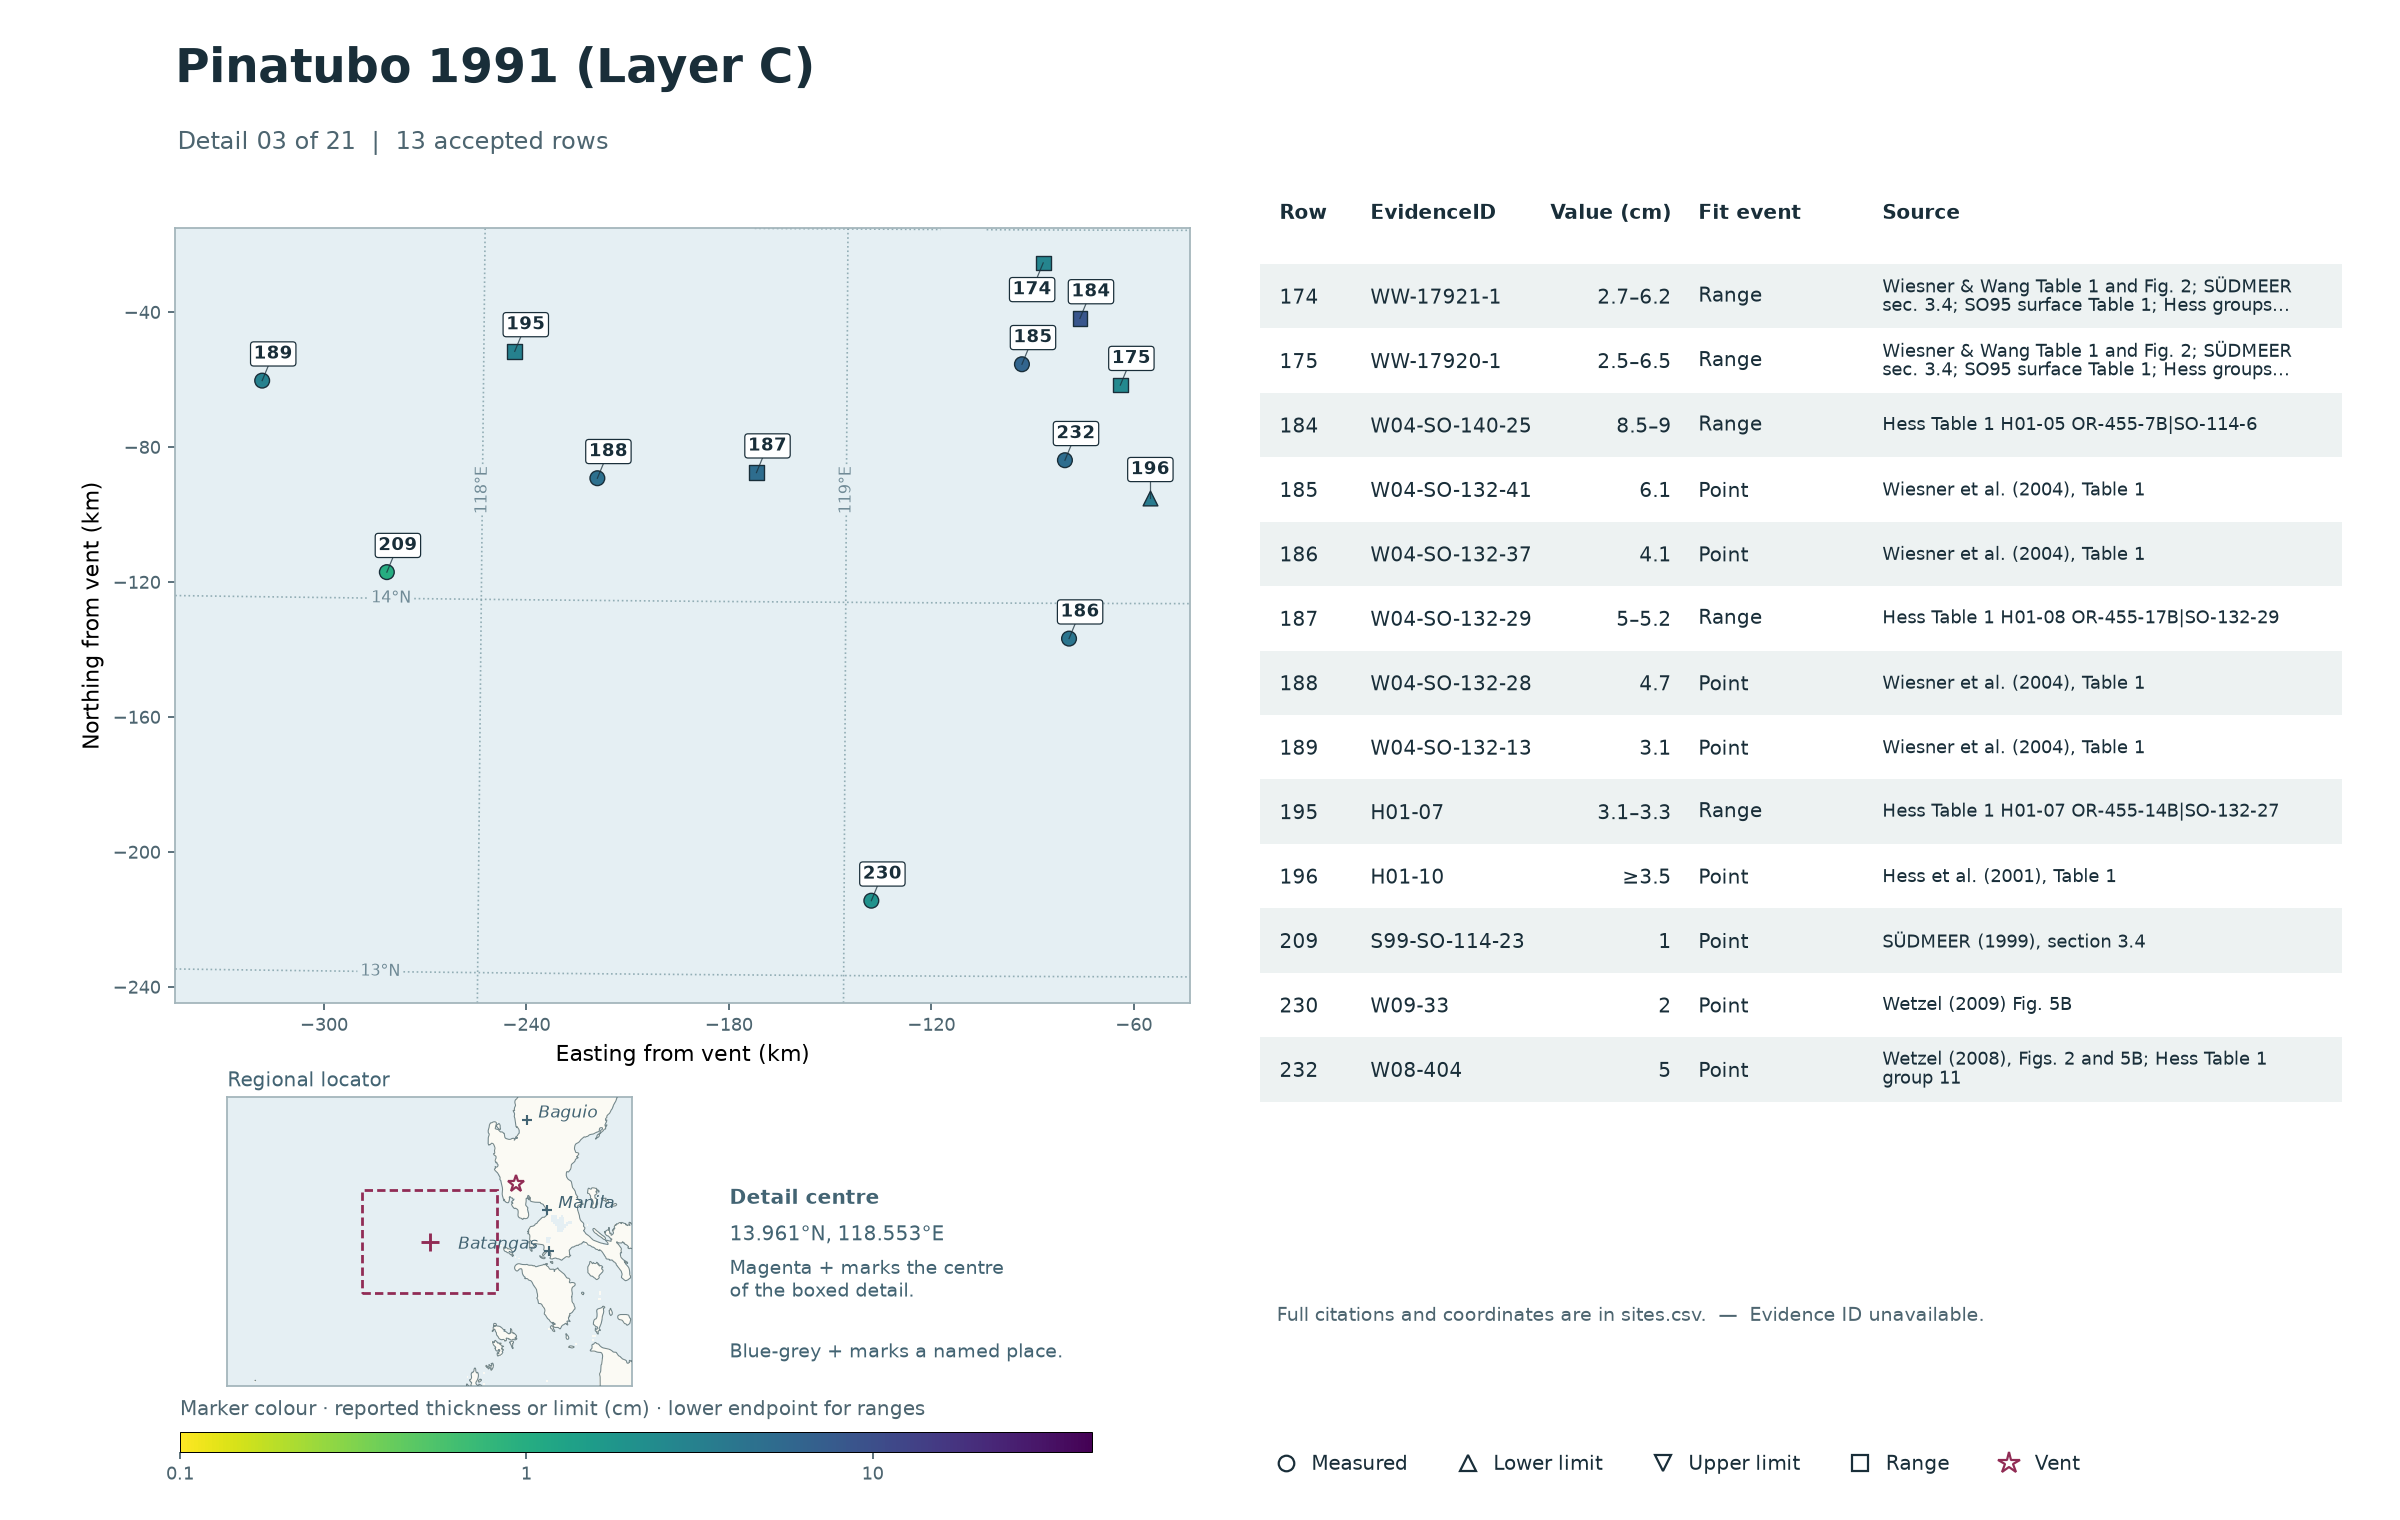 Pinatubo 1991 (Layer C)
Detail 03 of 21 | 13 accepted rows
174
184
195
185
189
175
232
187
188
196
118°E
119°E
209
14°N
186
230
13°N
−40
−80
−120
−160
−200
−240
Northing from vent (km)
−300
−240
−180
−120
−60
Easting from vent (km)
Row EvidenceID Value (cm) Fit event Source
174 WW-17921-1 2.7–6.2 Range Wiesner & Wang Table 1 and Fig. 2; SÜDMEER
sec. 3.4; SO95 surface Table 1; Hess groups...
175 WW-17920-1 2.5–6.5 Range Wiesner & Wang Table 1 and Fig. 2; SÜDMEER
sec. 3.4; SO95 surface Table 1; Hess groups...
184 W04-SO-140-25 8.5–9 Range Hess Table 1 H01-05 OR-455-7B|SO-114-6
185 W04-SO-132-41 6.1 Point Wiesner et al. (2004), Table 1
186 W04-SO-132-37 4.1 Point Wiesner et al. (2004), Table 1
187 W04-SO-132-29 5–5.2 Range Hess Table 1 H01-08 OR-455-17B|SO-132-29
188 W04-SO-132-28 4.7 Point Wiesner et al. (2004), Table 1
189 W04-SO-132-13 3.1 Point Wiesner et al. (2004), Table 1
195 H01-07 3.1–3.3 Range Hess Table 1 H01-07 OR-455-14B|SO-132-27
196 H01-10 ≥3.5 Point Hess et al. (2001), Table 1
209 S99-SO-114-23 1 Point SÜDMEER (1999), section 3.4
230 W09-33 2 Point Wetzel (2009) Fig. 5B
232 W08-404 5 Point Wetzel (2008), Figs. 2 and 5B; Hess Table 1
group 11
Regional locator
Baguio
Manila
Batangas
Detail centre
13.961°N, 118.553°E
Magenta + marks the centre
of the boxed detail.
Blue-grey + marks a named place.
Full citations and coordinates are in sites.csv. — Evidence ID unavailable.
Marker colour · reported thickness or limit (cm) · lower endpoint for ranges
0.1
1
10
Measured Lower limit Upper limit Range Vent